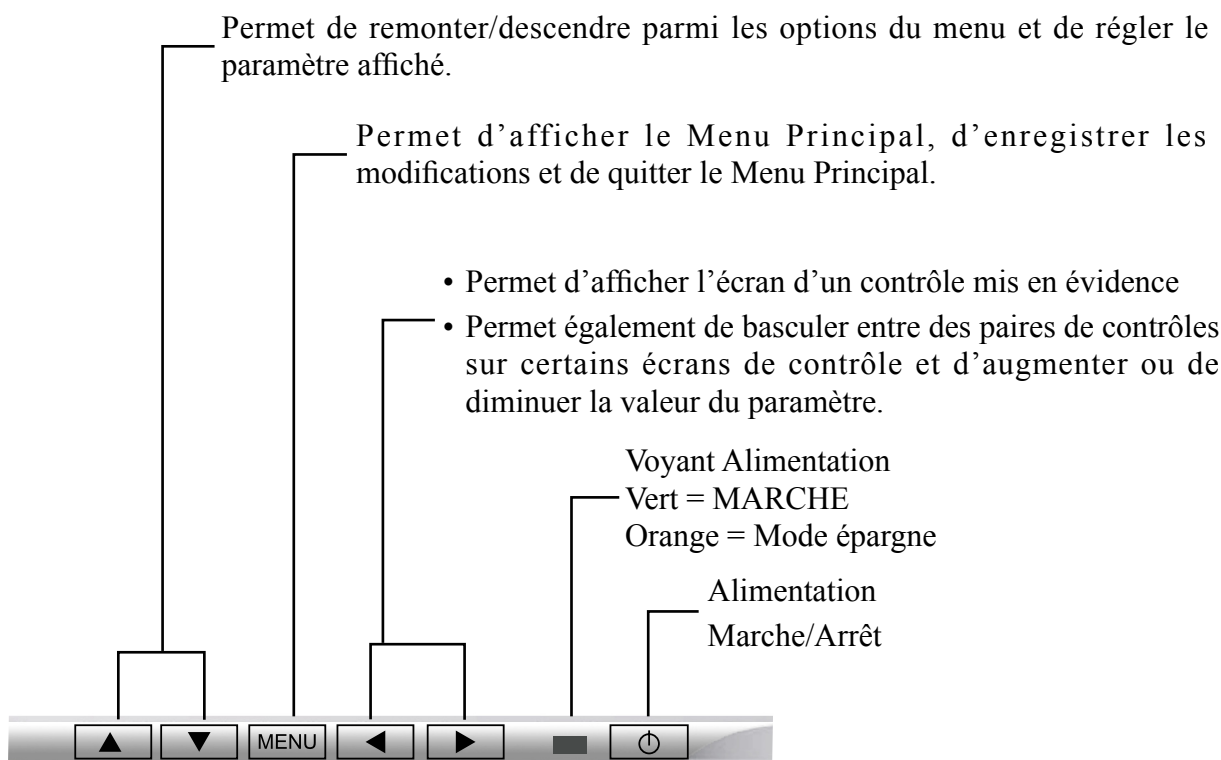 Permet de remonter/descendre parmi les options du menu et de régler le
paramètre affiché.
Permet d’afficher le Menu Principal, d’enregistrer les
modifications et de quitter le Menu Principal.
• Permet d’afficher l’écran d’un contrôle mis en évidence
• Permet également de basculer entre des paires de contrôles
sur certains écrans de contrôle et d’augmenter ou de
diminuer la valeur du paramètre.
Voyant Alimentation
Vert = MARCHE
Orange = Mode épargne
Alimentation
Marche/Arrêt
MENU